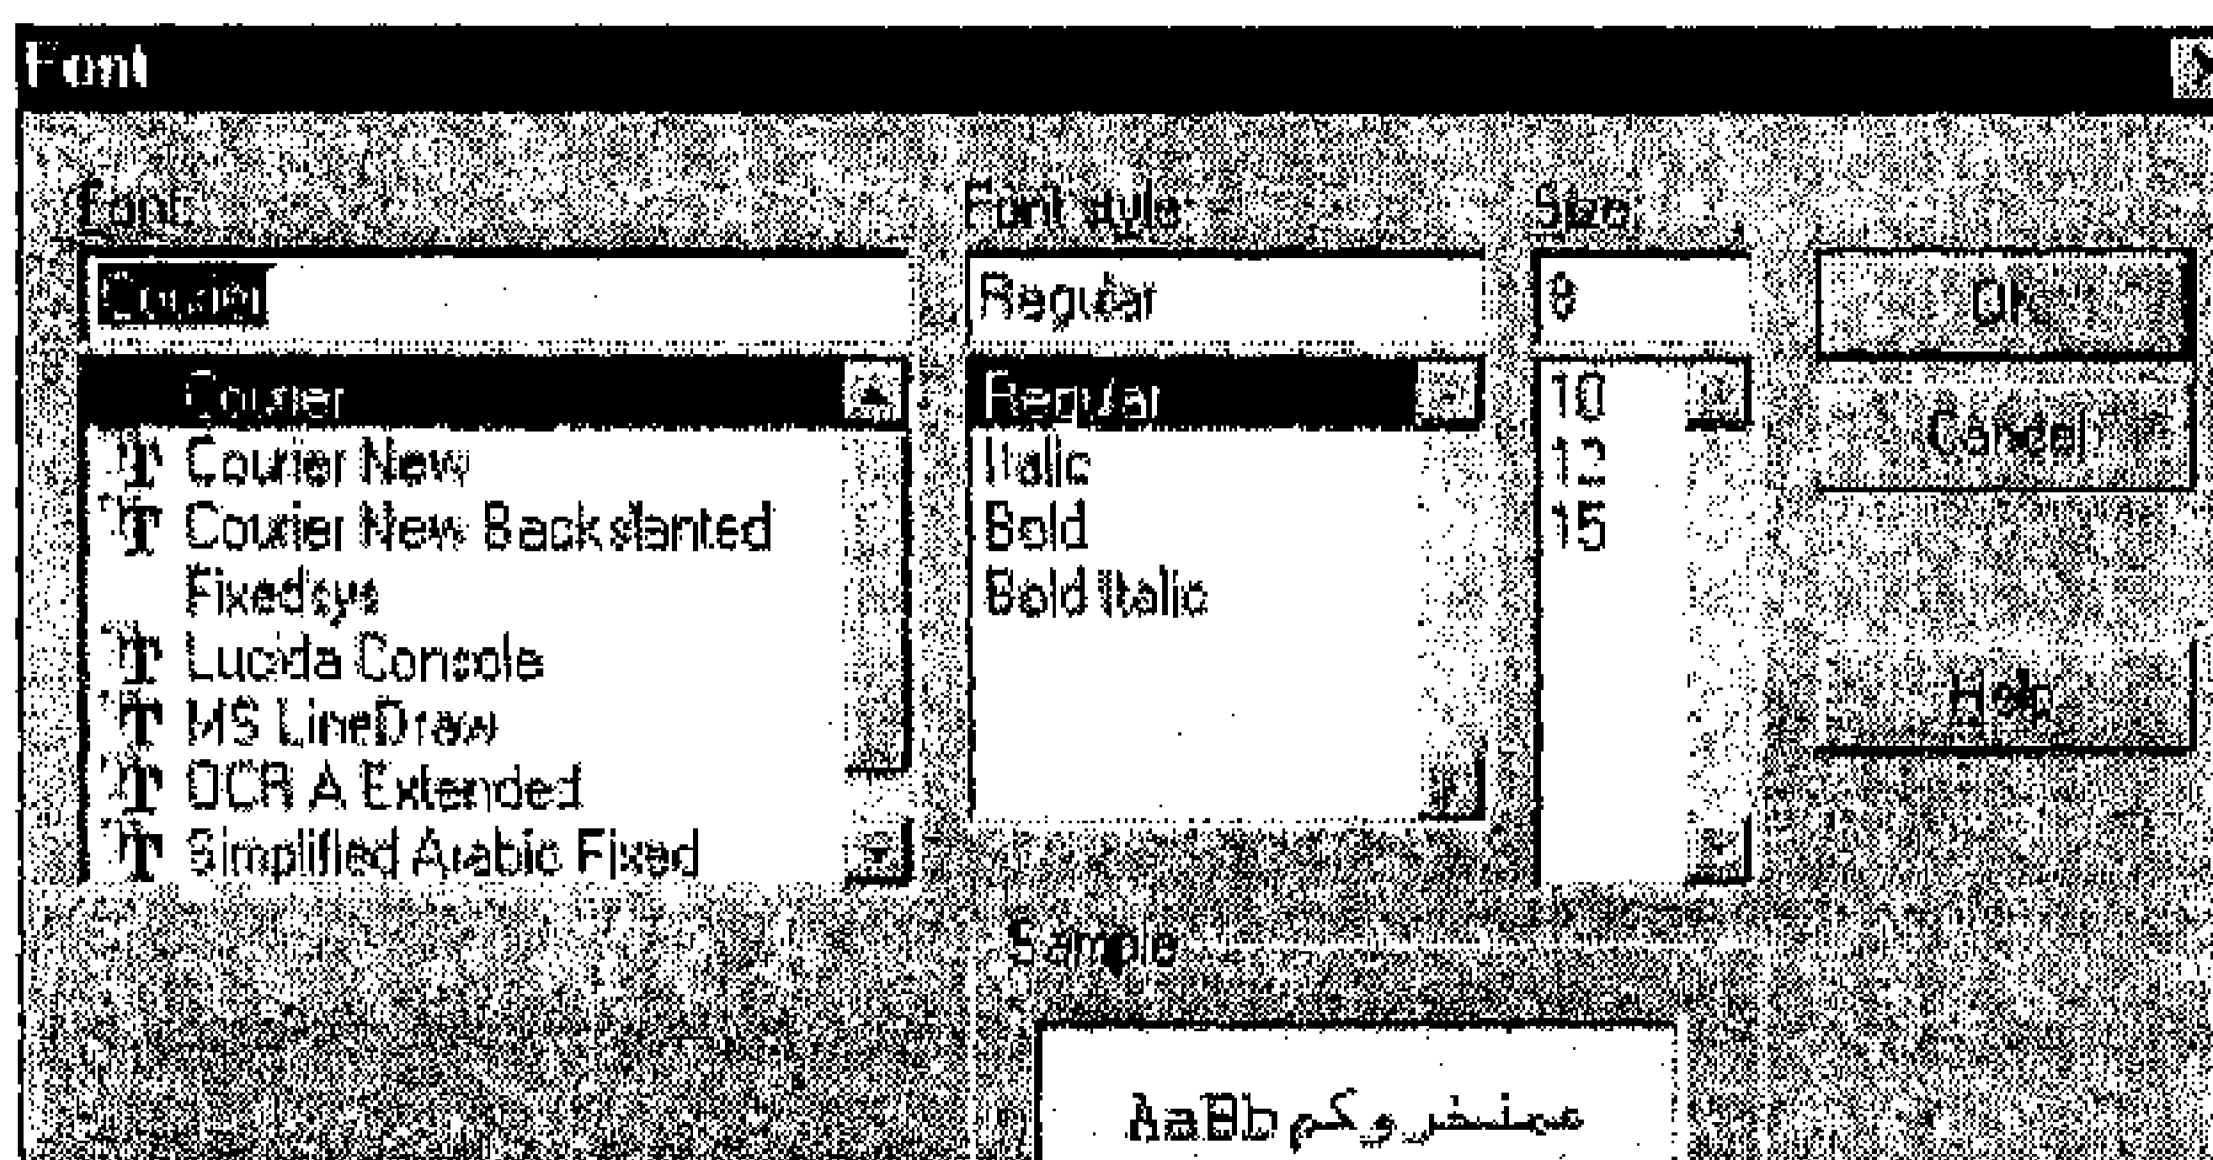 Font
Font:
Font style:
Size:
Courier
Regular
8
OK
Courier
Regular
10
Cancel
Courier New
Italic
12
Courier New Backslanted
Bold
15
Fixedsys
Bold Italic
Lucida Console
Help
MS LineDraw
OCR A Extended
Simplified Arabic Fixed
Sample
AaBb